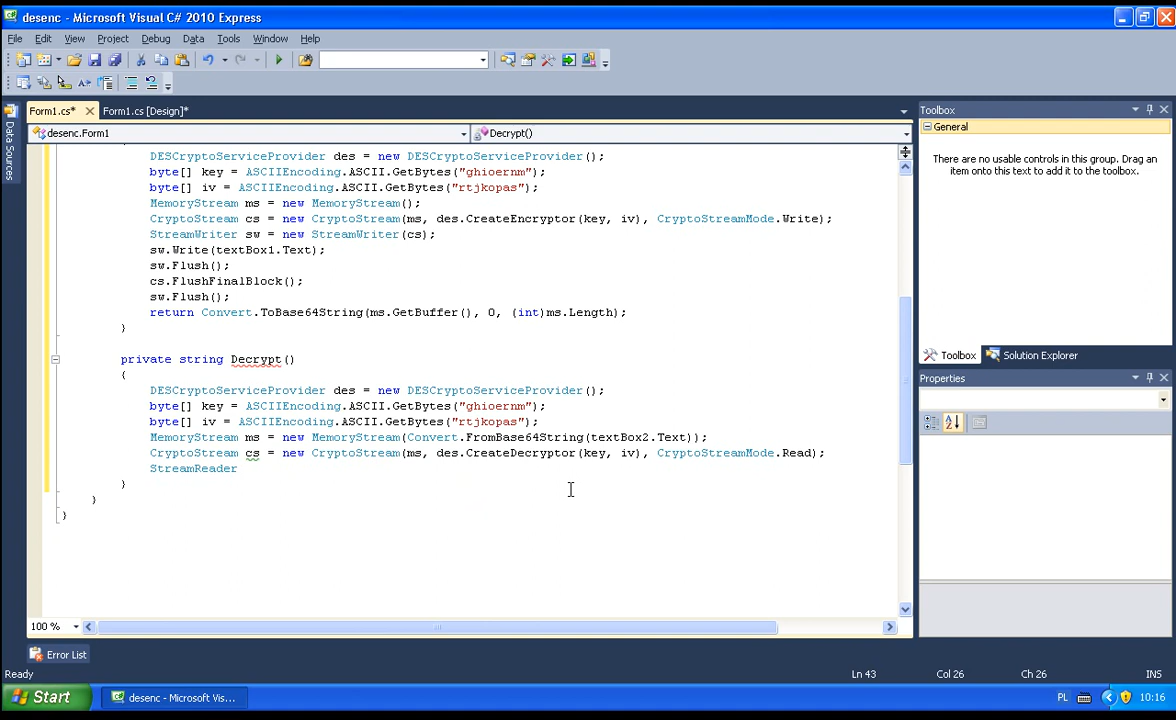 desenc - Microsoft Visual C# 2010 Express
File Edit View Project Debug Data Tools Window Help
Form1.cs* Form1.cs [Design]*
desenc.Form1 Decrypt()
Data Sources
DESCryptoServiceProvider des = new DESCryptoServiceProvider();
byte[] key = ASCIIEncoding.ASCII.GetBytes("ghioernm");
byte[] iv = ASCIIEncoding.ASCII.GetBytes("rtjkopas");
MemoryStream ms = new MemoryStream();
CryptoStream cs = new CryptoStream(ms, des.CreateEncryptor(key, iv), CryptoStreamMode.Write);
StreamWriter sw = new StreamWriter(cs);
sw.Write(textBox1.Text);
sw.Flush();
cs.FlushFinalBlock();
sw.Flush();
return Convert.ToBase64String(ms.GetBuffer(), 0, (int)ms.Length);
}
private string Decrypt()
{
DESCryptoServiceProvider des = new DESCryptoServiceProvider();
byte[] key = ASCIIEncoding.ASCII.GetBytes("ghioernm");
byte[] iv = ASCIIEncoding.ASCII.GetBytes("rtjkopas");
MemoryStream ms = new MemoryStream(Convert.FromBase64String(textBox2.Text));
CryptoStream cs = new CryptoStream(ms, des.CreateDecryptor(key, iv), CryptoStreamMode.Read);
StreamReader
}
}
}
100 %
Toolbox
General
There are no usable controls in this group. Drag an
item onto this text to add it to the toolbox.
Toolbox Solution Explorer
Properties
Error List
Ready Ln 43 Col 26 Ch 26 INS
Start desenc - Microsoft Vis... PL 10:16